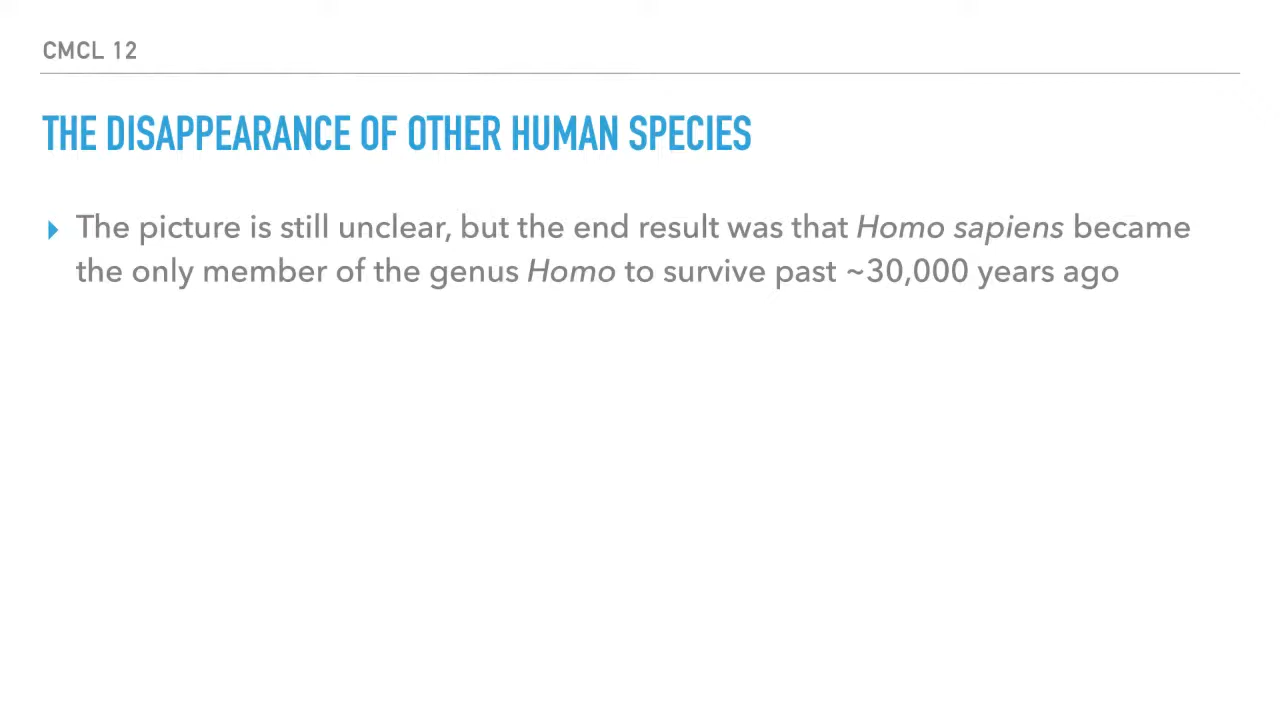 CMCL 12
THE DISAPPEARANCE OF OTHER HUMAN SPECIES
The picture is still unclear, but the end result was that Homo sapiens became
the only member of the genus Homo to survive past ~30,000 years ago